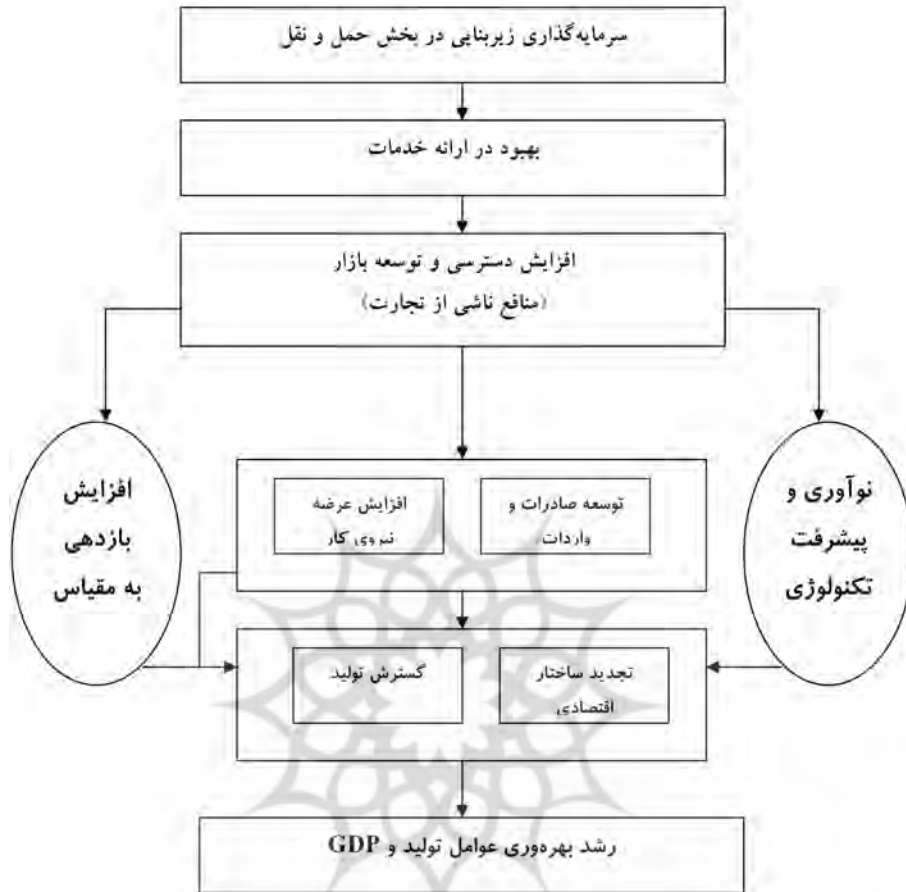 سرمایه‌گذاری زیربنایی در بخش حمل و نقل
بهبود در ارائه خدمات
افزایش دسترسی و توسعه بازار
(منافع ناشی از تجارت)
نوآوری و
پیشرفت
تکنولوژی
توسعه صادرات و
واردات
افزایش عرضه
نیروی کار
افزایش
بازدهی
به مقیاس
تجدید ساختار
اقتصادی
گسترش تولید
رشد بهره‌وری عوامل تولید و GDP